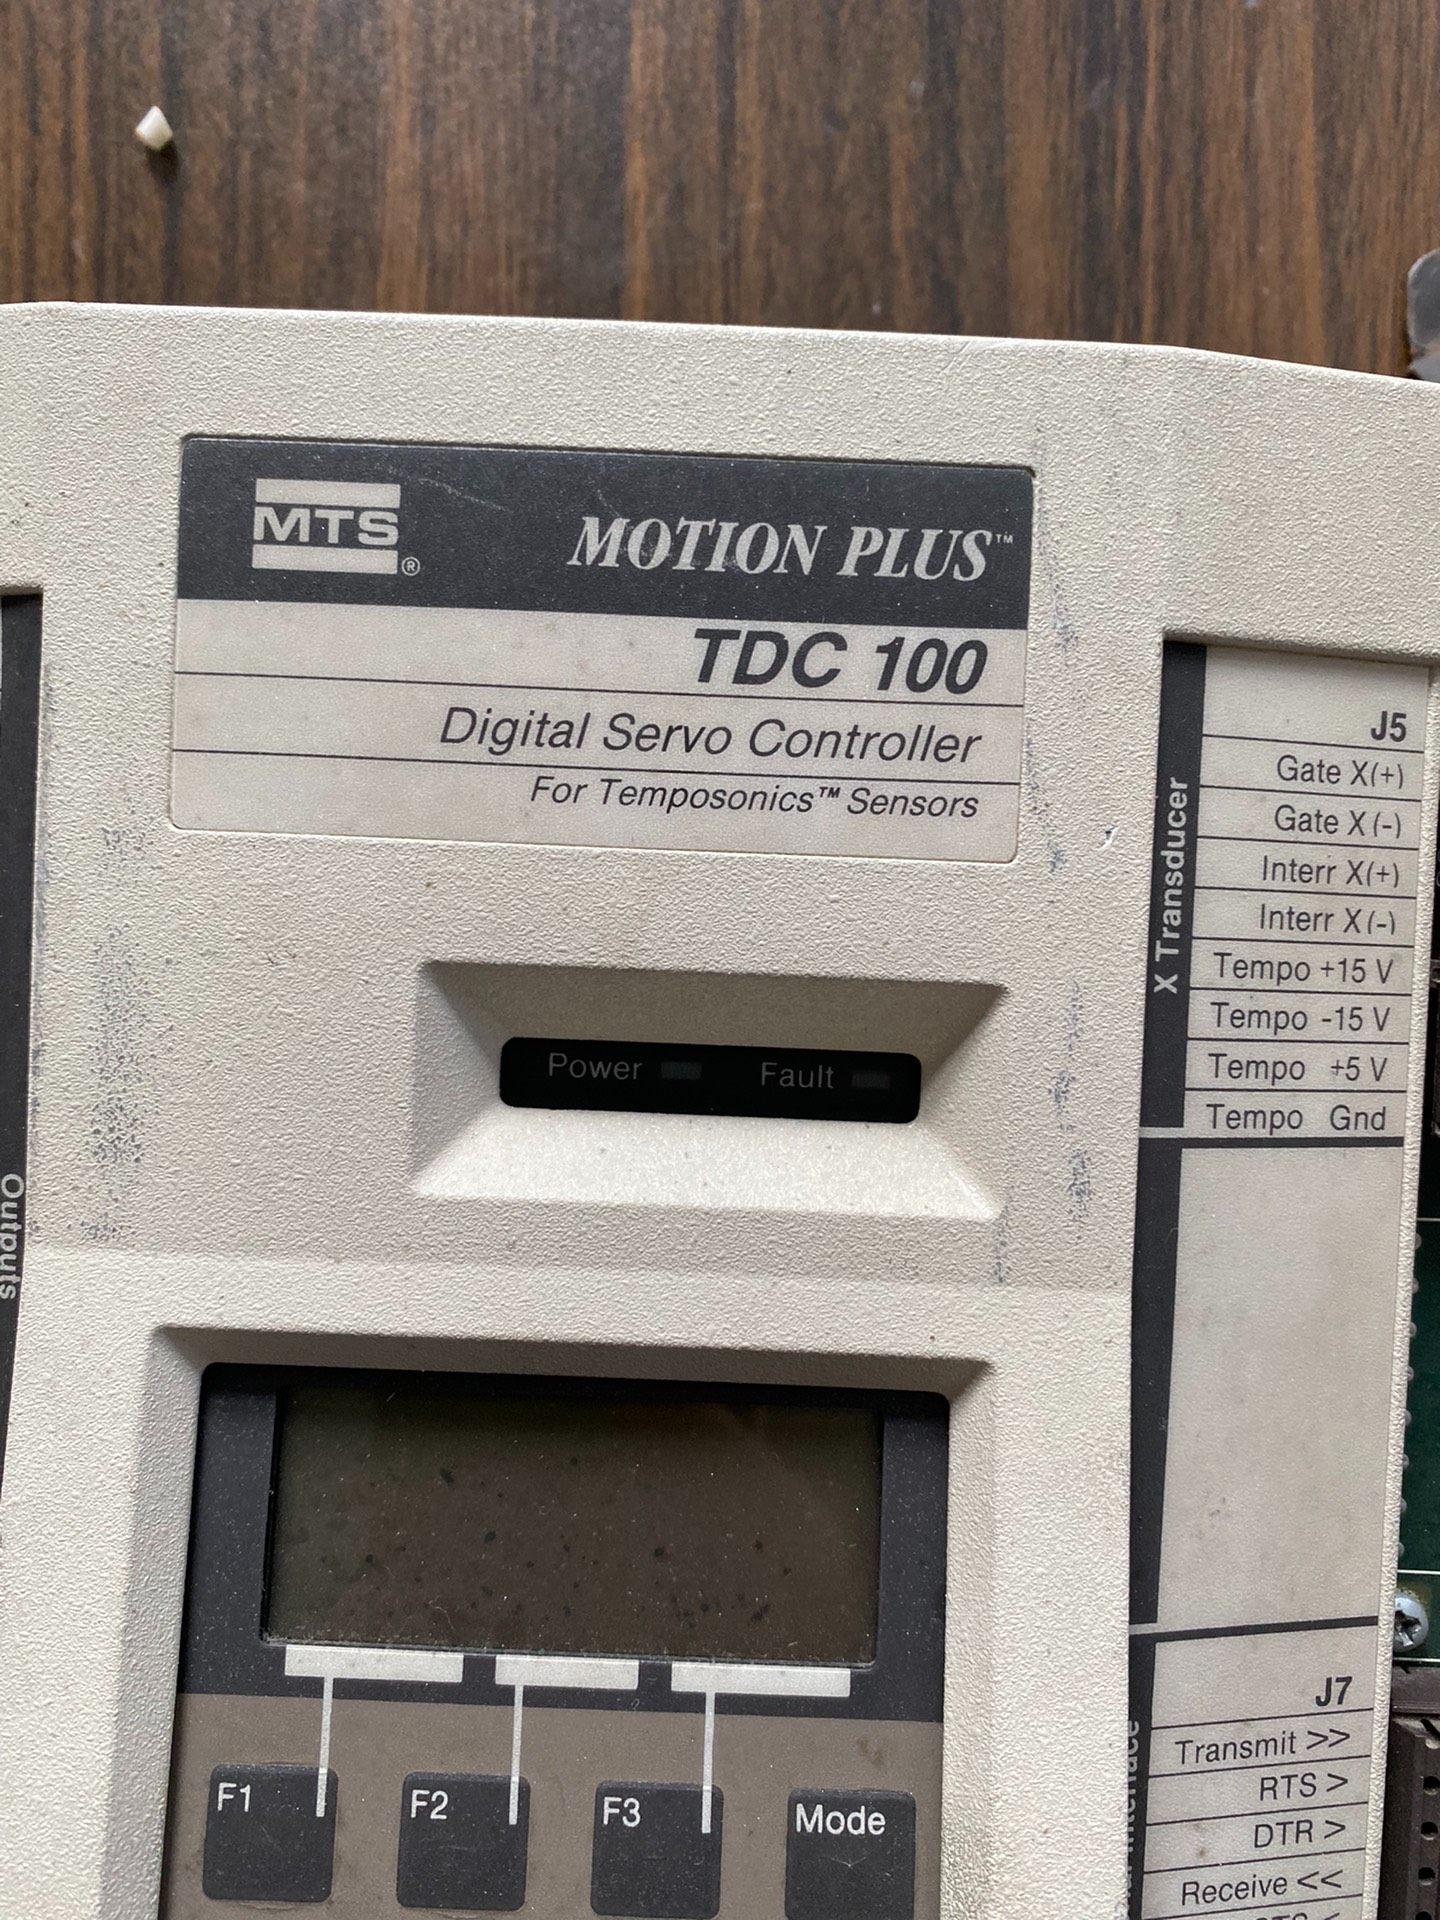 MTS®
MOTION PLUS™
TDC 100
Digital Servo Controller
For Temposonics™ Sensors
Power
Fault
Outputs
F1
F2
F3
Mode
X Transducer
J5
Gate X(+)
Gate X(-)
Interr X(+)
Interr X(-)
Tempo +15 V
Tempo -15 V
Tempo +5 V
Tempo Gnd
J7
Transmit >>
RTS >
DTR >
Receive <<